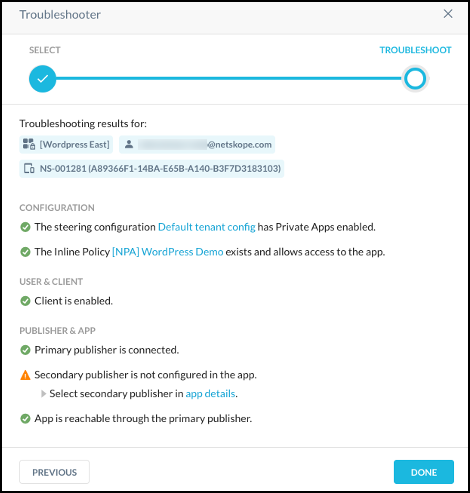 Troubleshooter
SELECT
TROUBLESHOOT
Troubleshooting results for:
[Wordpress East]
@netskope.com
NS-001281 (A89366F1-14BA-E65B-A140-B3F7D3183103)
CONFIGURATION
The steering configuration Default tenant config has Private Apps enabled.
The Inline Policy [NPA] WordPress Demo exists and allows access to the app.
USER & CLIENT
Client is enabled.
PUBLISHER & APP
Primary publisher is connected.
Secondary publisher is not configured in the app.
Select secondary publisher in app details.
App is reachable through the primary publisher.
PREVIOUS
DONE